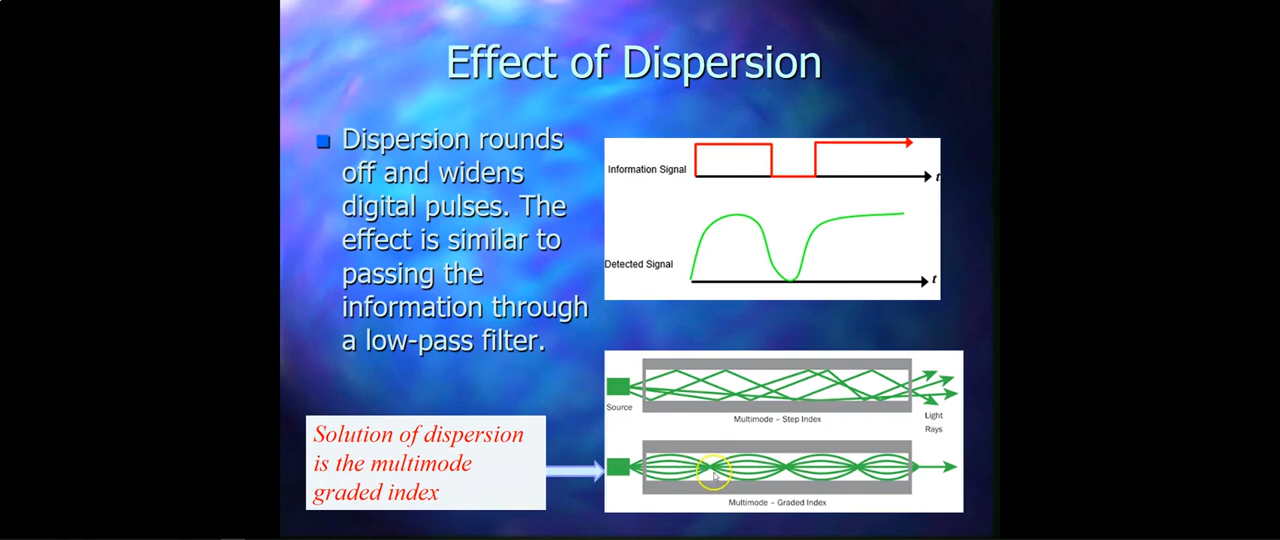 Effect of Dispersion
Dispersion rounds
off and widens
digital pulses. The
effect is similar to
passing the
information through
a low-pass filter.
Information Signal
t
Detected Signal
t
Source
Multimode – Step Index
Light
Rays
Multimode – Graded Index
Solution of dispersion
is the multimode
graded index